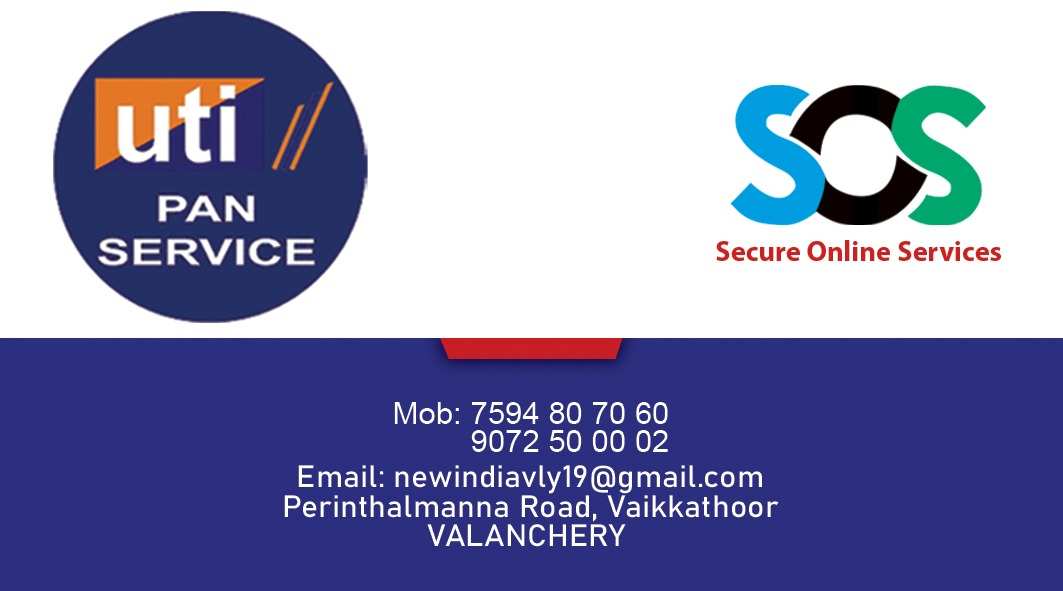 uti
PAN
SERVICE
SOS
Secure Online Services
Mob: 7594 80 70 60
9072 50 00 02
Email: newindiavly19@gmail.com
Perinthalmanna Road, Vaikkathoor
VALANCHERY